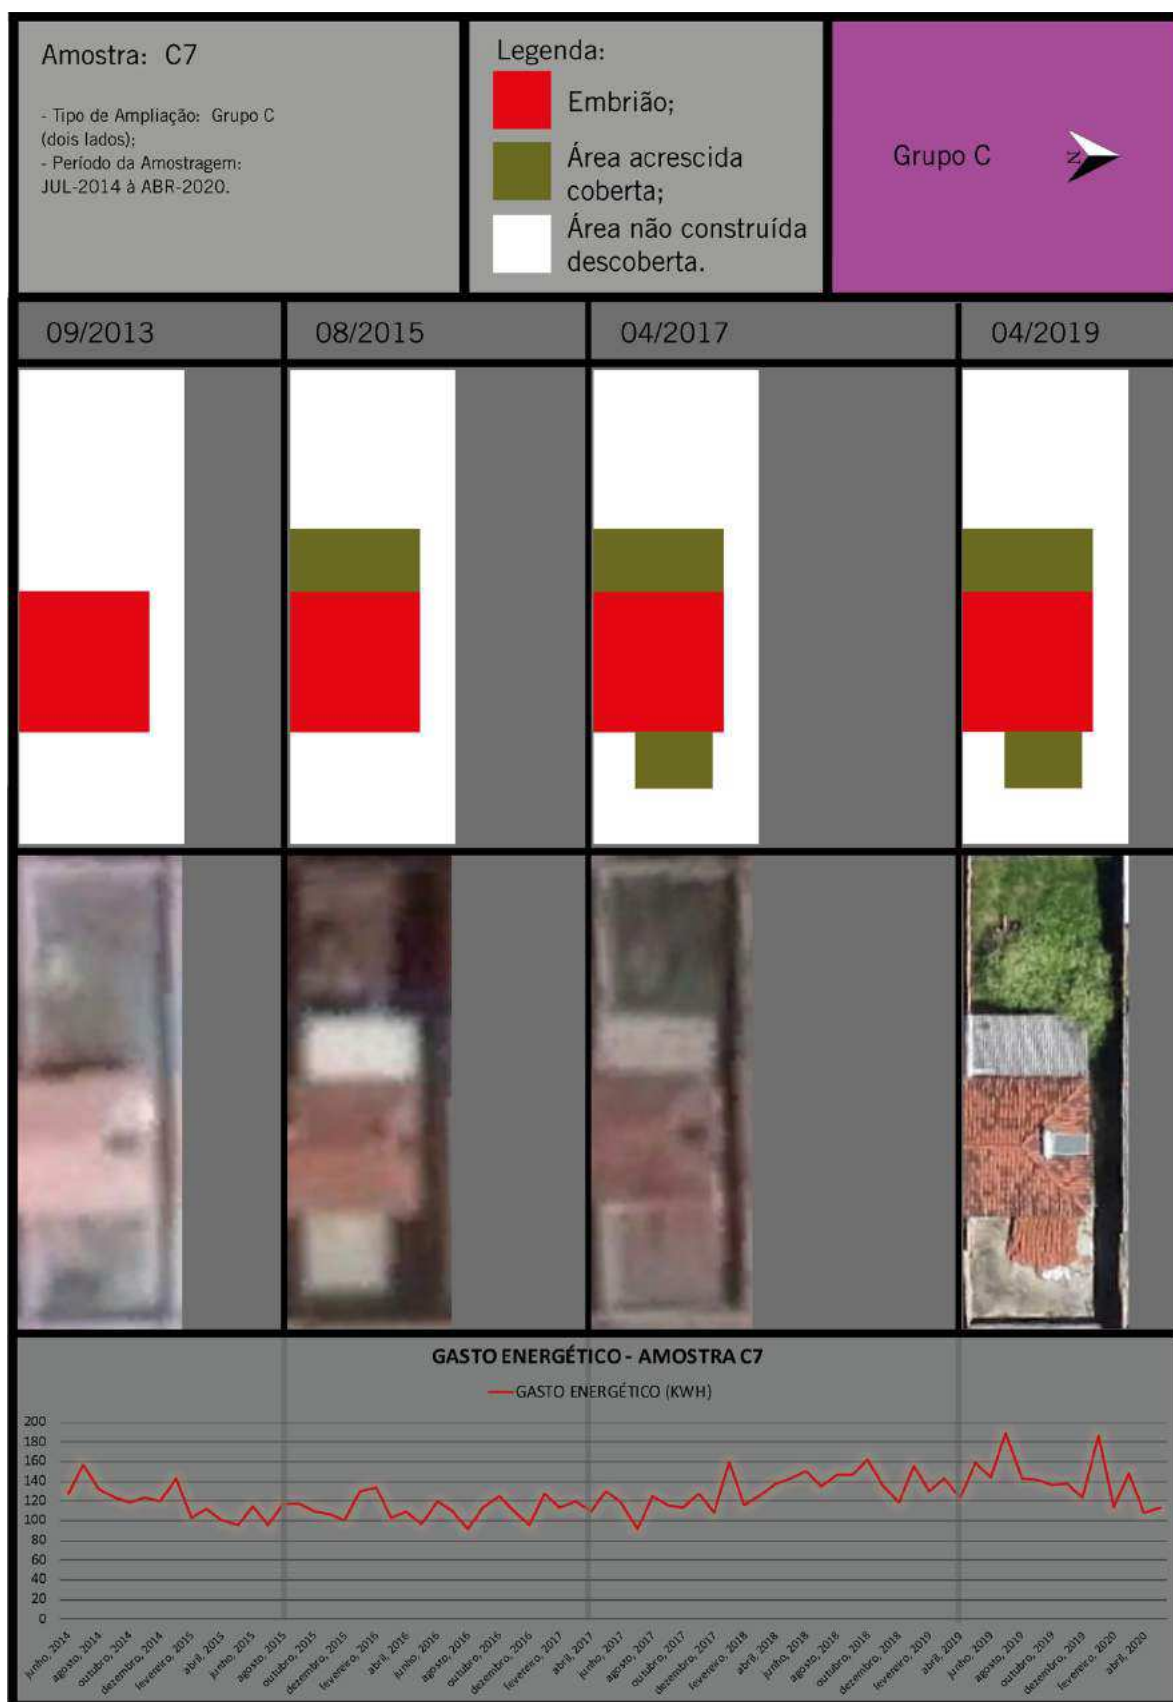 Amostra: C7
- Tipo de Ampliação: Grupo C
(dois lados);
- Período da Amostragem:
JUL-2014 à ABR-2020.
Legenda:
Embrião;
Área acrescida
coberta;
Área não construída
descoberta.
Grupo C
N
09/2013
08/2015
04/2017
04/2019
GASTO ENERGÉTICO - AMOSTRA C7
GASTO ENERGÉTICO (KWH)
200
180
160
140
120
100
80
60
40
20
0
junho, 2014
agosto, 2014
outubro, 2014
dezembro, 2014
fevereiro, 2015
abril, 2015
junho, 2015
agosto, 2015
outubro, 2015
dezembro, 2015
fevereiro, 2016
abril, 2016
junho, 2016
agosto, 2016
outubro, 2016
dezembro, 2016
fevereiro, 2017
abril, 2017
junho, 2017
agosto, 2017
outubro, 2017
dezembro, 2017
fevereiro, 2018
abril, 2018
junho, 2018
agosto, 2018
outubro, 2018
dezembro, 2018
fevereiro, 2019
abril, 2019
junho, 2019
agosto, 2019
outubro, 2019
dezembro, 2019
fevereiro, 2020
abril, 2020